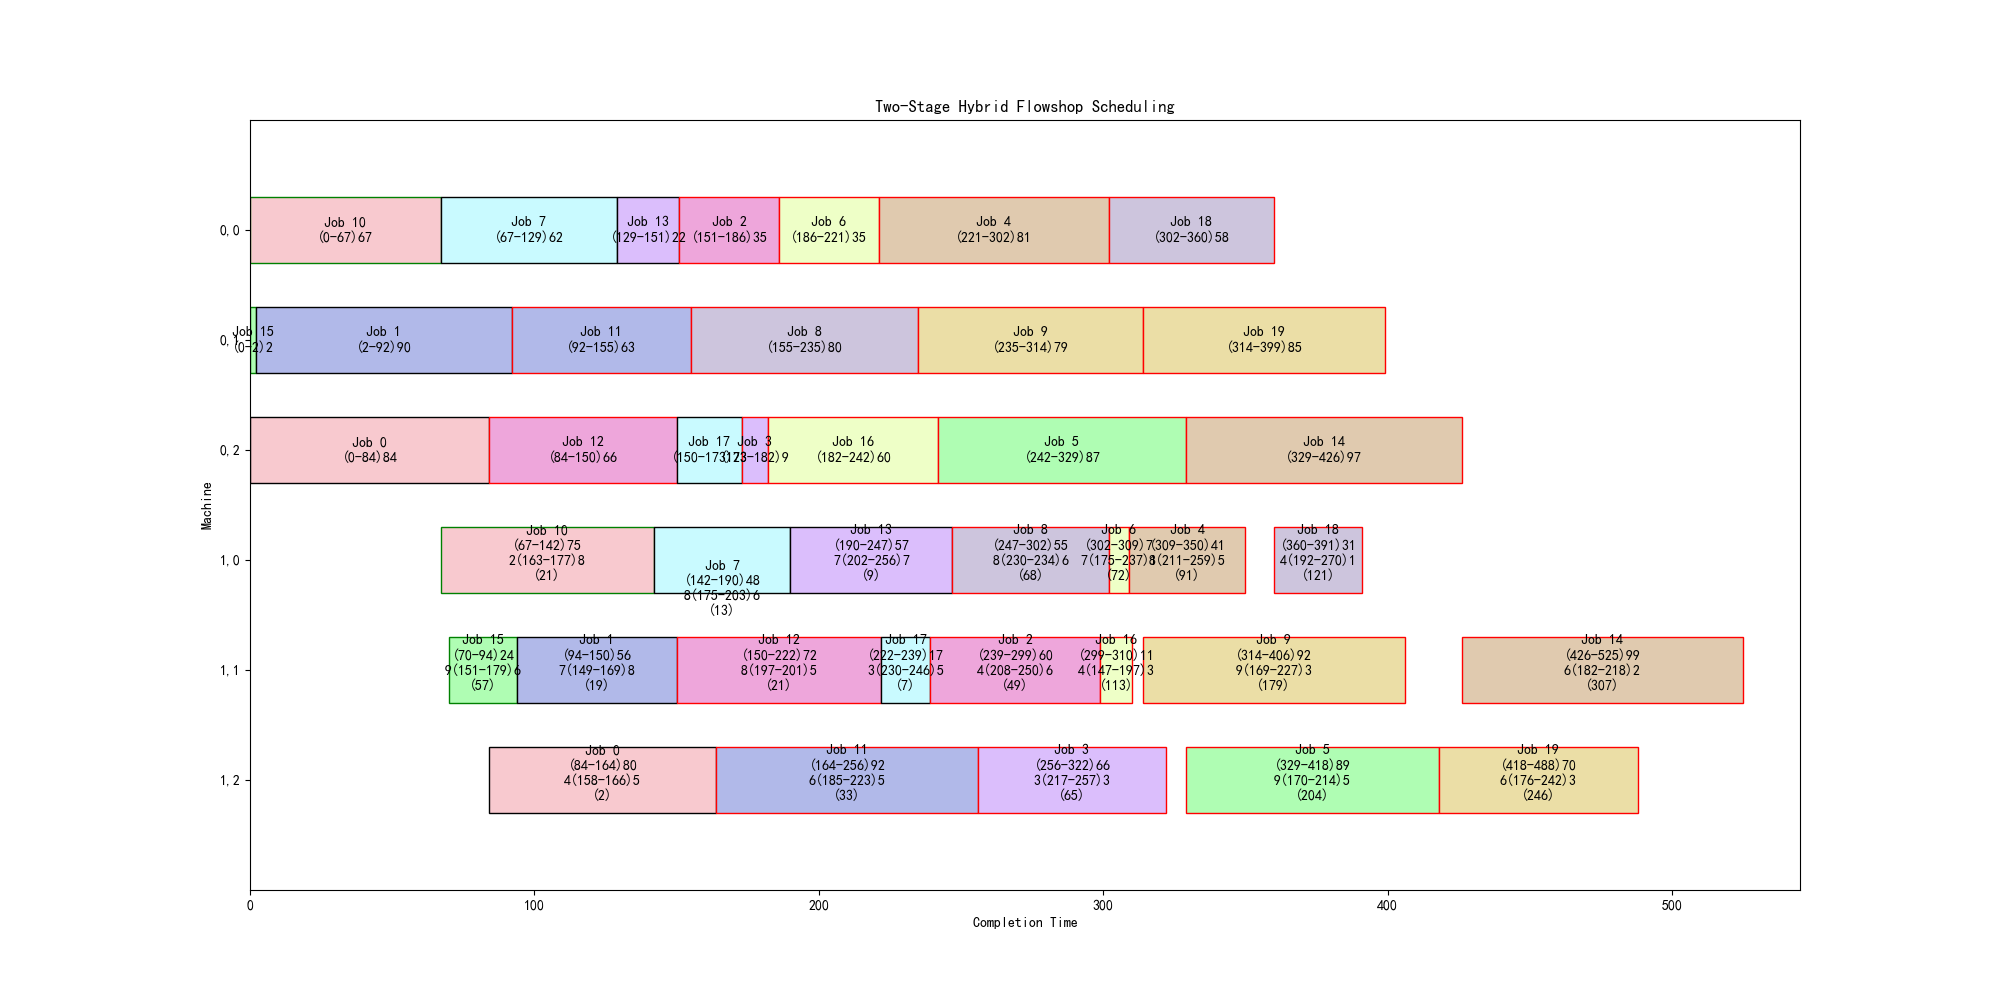 Two-Stage Hybrid Flowshop Scheduling
Machine
0,0
Job 10
(0-67)67
Job 7
(67-129)62
Job 13
(129-151)22
Job 2
(151-186)35
Job 6
(186-221)35
Job 4
(221-302)81
Job 18
(302-360)58
0,1
Job 15
(0-2)2
Job 1
(2-92)90
Job 11
(92-155)63
Job 8
(155-235)80
Job 9
(235-314)79
Job 19
(314-399)85
0,2
Job 0
(0-84)84
Job 12
(84-150)66
Job 17
(150-173)23
Job 3
(173-182)9
Job 16
(182-242)60
Job 5
(242-329)87
Job 14
(329-426)97
1,0
Job 10
(67-142)75
2(163-177)8
(21)
Job 7
(142-190)48
8(175-203)6
(13)
Job 13
(190-247)57
7(202-256)7
(9)
Job 8
(247-302)55
8(230-234)6
(68)
Job 6
(302-309)7
7(175-237)
(72)
Job 4
(309-350)41
(211-259)5
(91)
Job 18
(360-391)31
4(192-270)1
(121)
1,1
Job 15
(70-94)24
9(151-179)6
(57)
Job 1
(94-150)56
7(149-169)8
(19)
Job 12
(150-222)72
8(197-201)5
(21)
Job 17
(222-239)17
3(230-246)5
(7)
Job 2
(239-299)60
4(208-250)6
(49)
Job 16
(299-310)11
4(147-197)3
(113)
Job 9
(314-406)92
9(169-227)3
(179)
Job 14
(426-525)99
6(182-218)2
(307)
1,2
Job 0
(84-164)80
4(158-166)5
(2)
Job 11
(164-256)92
6(185-223)5
(33)
Job 3
(256-322)66
3(217-257)3
(65)
Job 5
(329-418)89
9(170-214)5
(204)
Job 19
(418-488)70
6(176-242)3
(246)
0
100
200
300
400
500
Completion Time